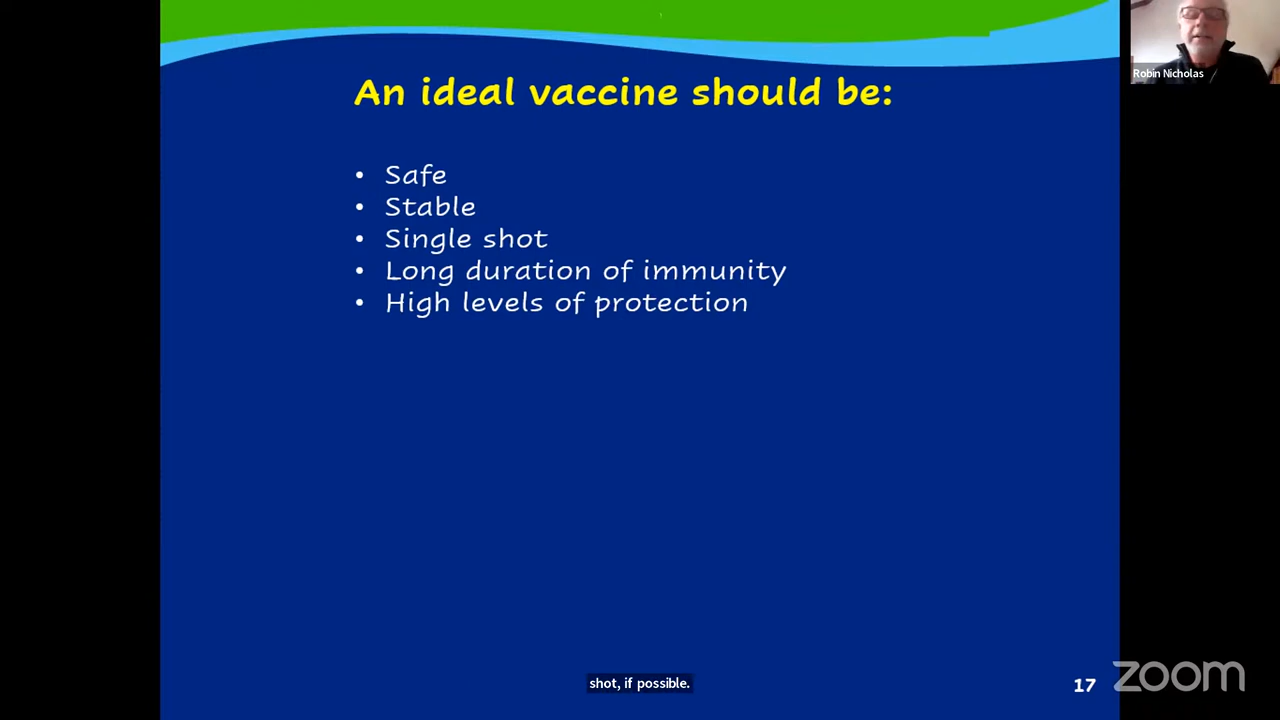 An ideal vaccine should be:
• Safe
• Stable
• Single shot
• Long duration of immunity
• High levels of protection
shot, if possible.
17
zoom
Robin Nicholas